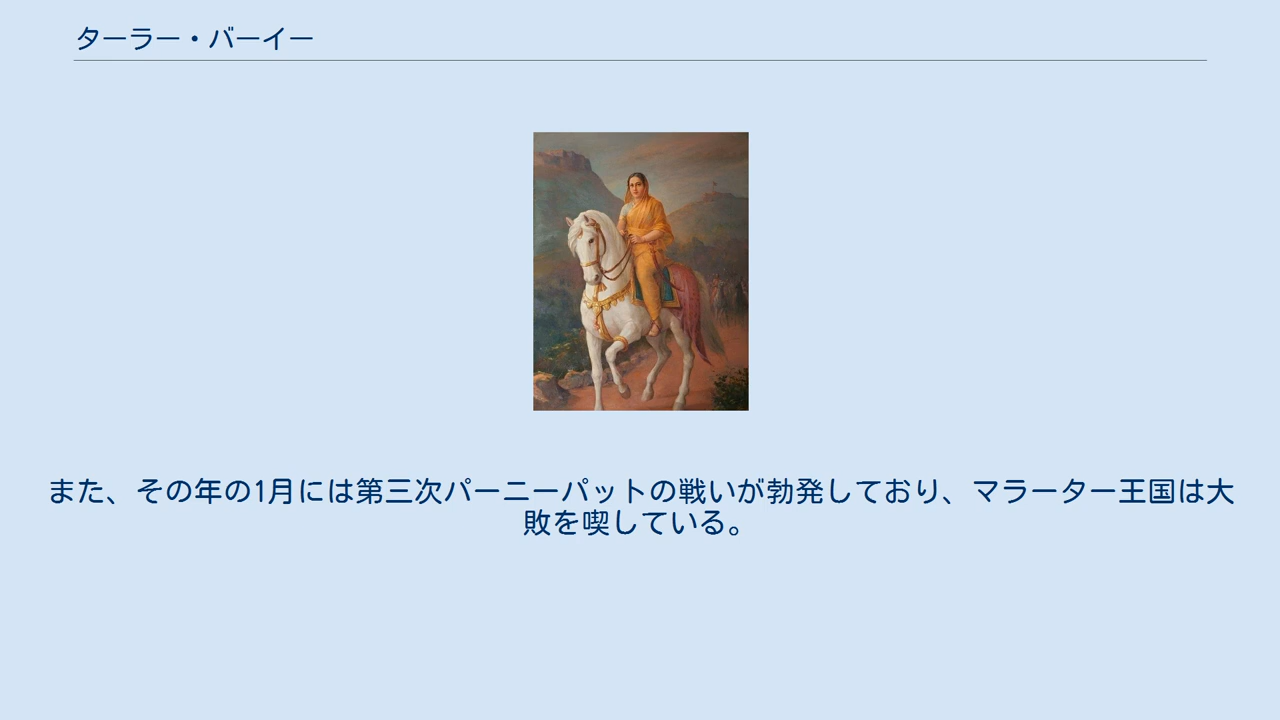 ターラー・バーイー
また、その年の1月には第三次パーニーパットの戦いが勃発しており、マラーター王国は大
敗を喫している。